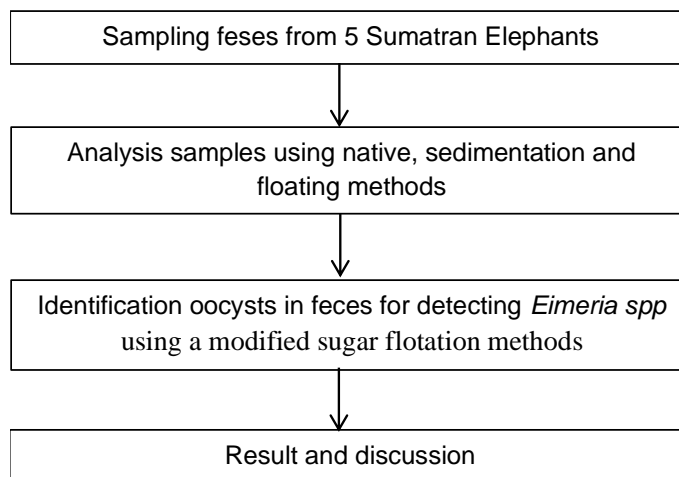 Sampling feses from 5 Sumatran Elephants
Analysis samples using native, sedimentation and
floating methods
Identification oocysts in feces for detecting Eimeria spp
using a modified sugar flotation methods
Result and discussion